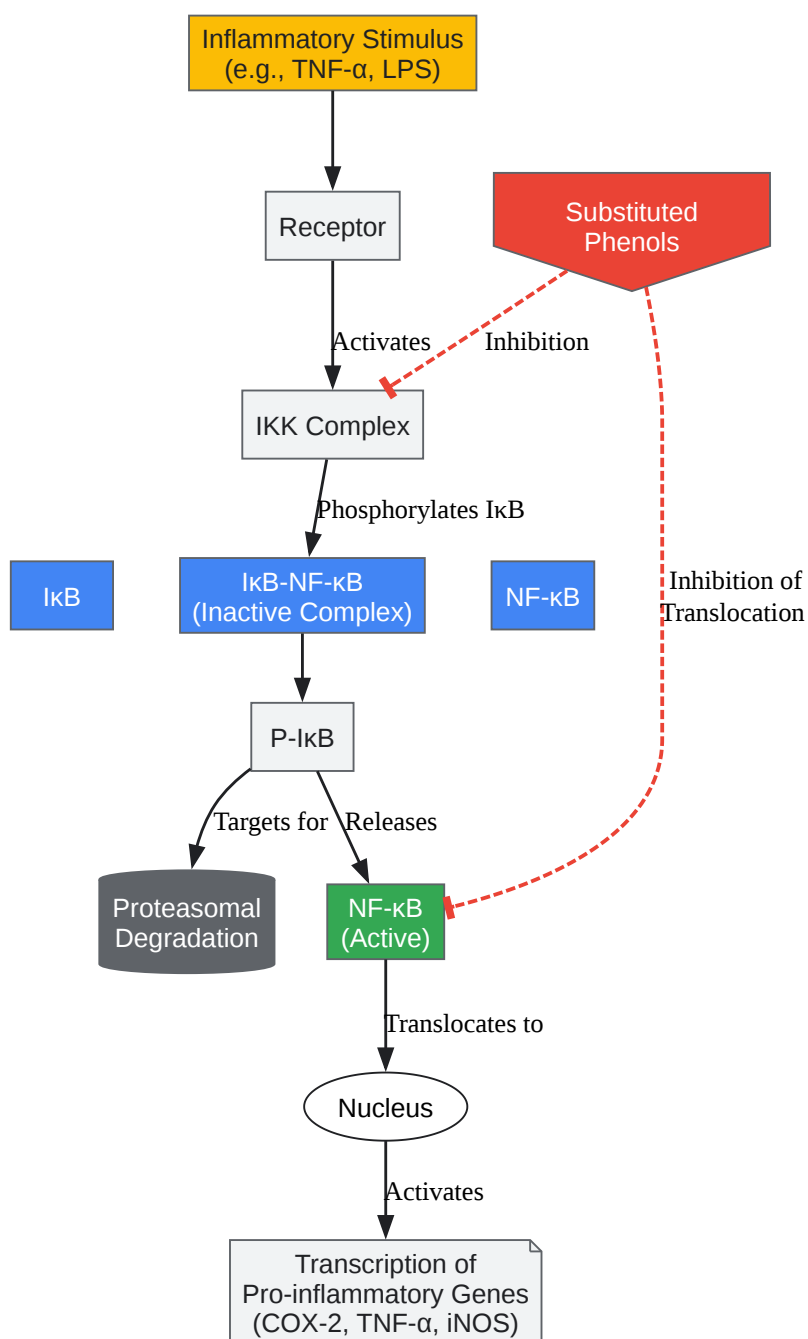 Inflammatory Stimulus
(e.g., TNF-α, LPS)
Receptor
Substituted
Phenols
Activates
Inhibition
IKK Complex
Phosphorylates IκB
IκB
IκB-NF-κB
(Inactive Complex)
NF-κB
Inhibition of
Translocation
P-IκB
Targets for
Releases
Proteasomal
Degradation
NF-κB
(Active)
Translocates to
Nucleus
Activates
Transcription of
Pro-inflammatory Genes
(COX-2, TNF-α, iNOS)